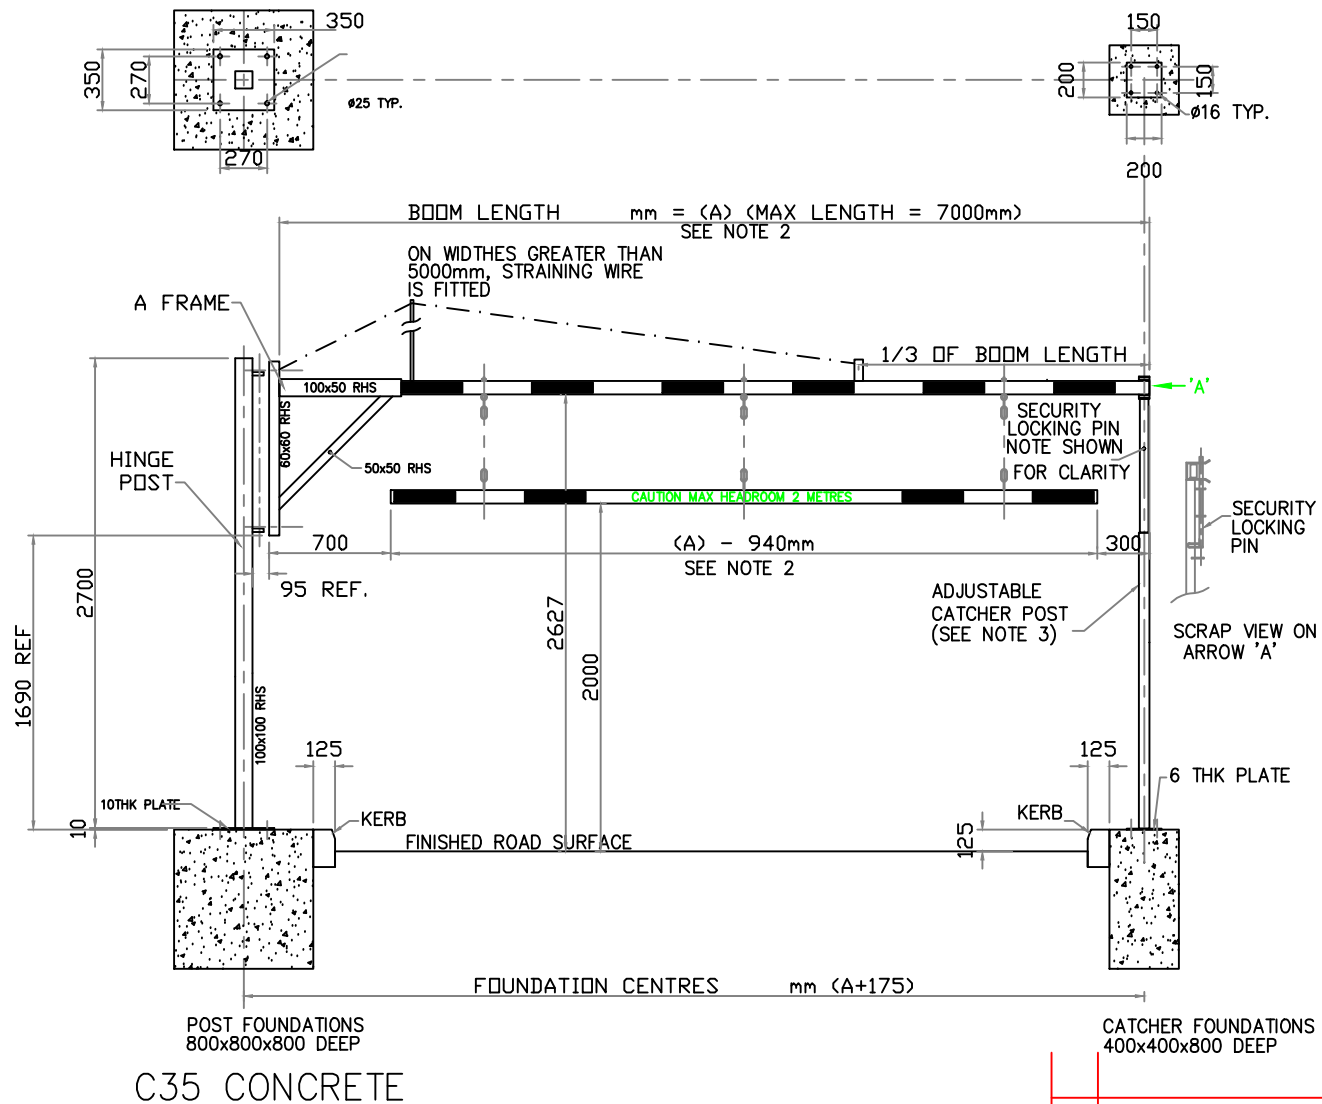 350
350
270
270
ø25 TYP.
150
200
150
ø16 TYP.
200
BOOM LENGTH mm = (A) (MAX LENGTH = 7000mm)
SEE NOTE 2
ON WIDTHES GREATER THAN
5000mm, STRAINING WIRE
IS FITTED
A FRAME
1/3 OF BOOM LENGTH
100x50 RHS
'A'
60x60 RHS
SECURITY
LOCKING PIN
NOTE SHOWN
FOR CLARITY
HINGE
POST
50x50 RHS
CAUTION MAX HEADROOM 2 METRES
SECURITY
LOCKING
PIN
700
(A) - 940mm
300
SEE NOTE 2
95 REF.
2700
2627
2000
ADJUSTABLE
CATCHER POST
(SEE NOTE 3)
SCRAP VIEW ON
ARROW 'A'
1690 REF
100x100 RHS
125
125
10THK PLATE
6 THK PLATE
10
KERB
KERB
FINISHED ROAD SURFACE
125
FOUNDATION CENTRES mm (A+175)
POST FOUNDATIONS
800x800x800 DEEP
CATCHER FOUNDATIONS
400x400x800 DEEP
C35 CONCRETE